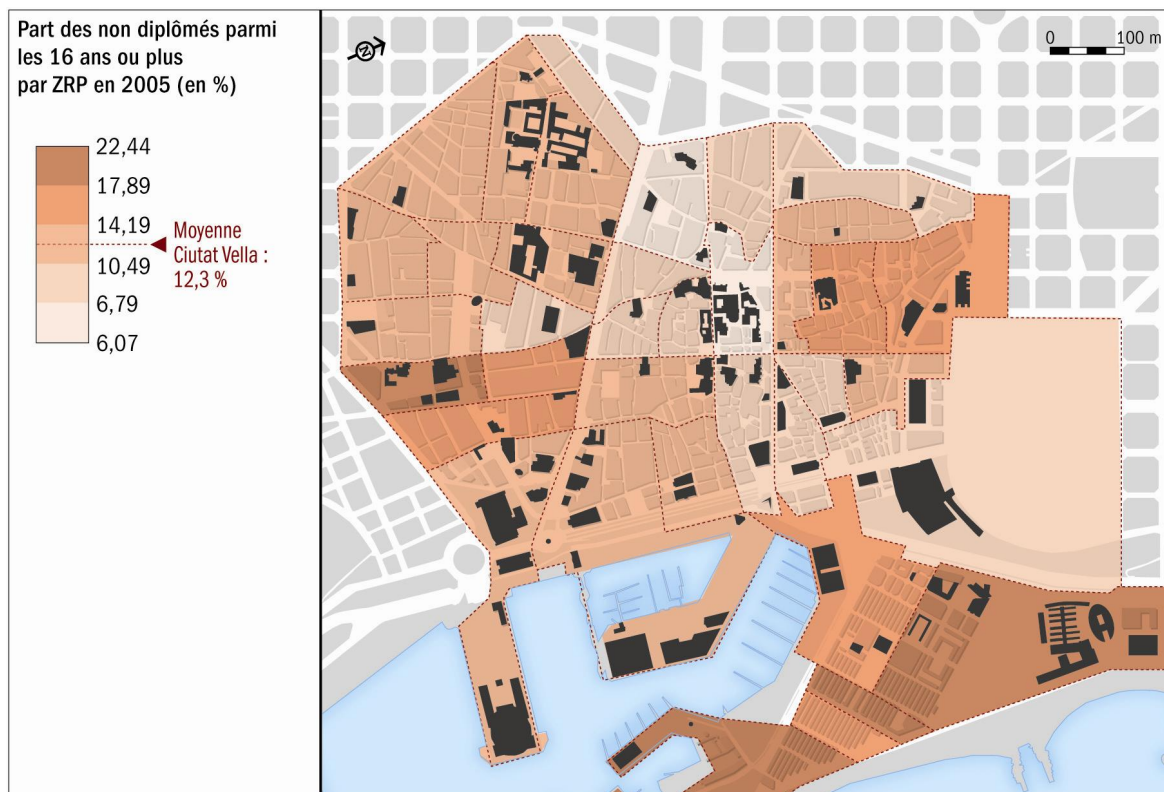 Part des non diplômés parmi
les 16 ans ou plus
par ZRP en 2005 (en %)
22,44
17,89
14,19
10,49
6,79
6,07
Moyenne
Ciutat Vella :
12,3 %
N
0 100 m